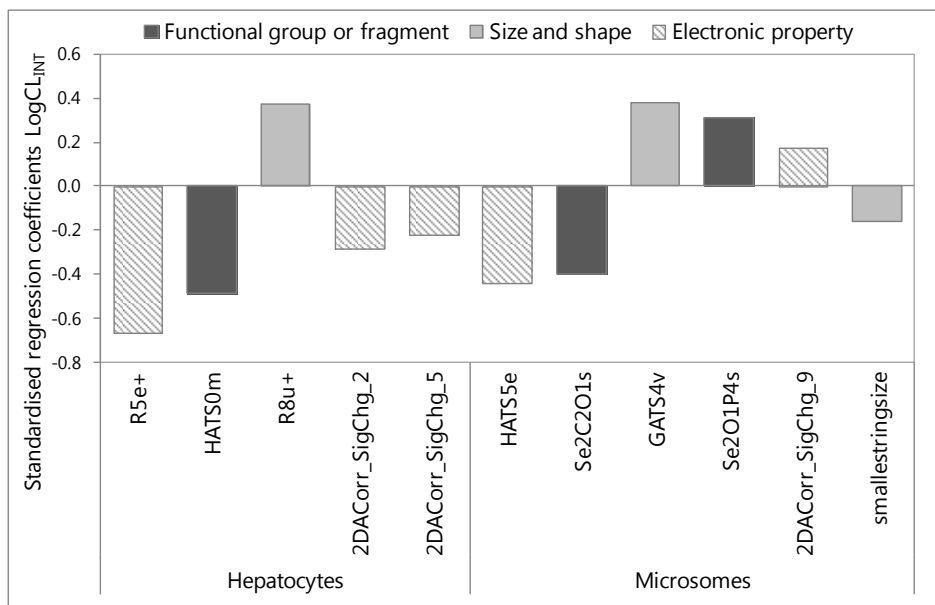 Functional group or fragment Size and shape Electronic property
Standardised regression coefficients LogCLINT
0.6
0.4
0.2
0.0
-0.2
-0.4
-0.6
-0.8
R5e+
HATS0m
R8u+
2DACorr_SigChg_2
2DACorr_SigChg_5
HATS5e
Se2C2O1s
GATS4v
Se2O1P4s
2DACorr_SigChg_9
smallestringsize
Hepatocytes Microsomes